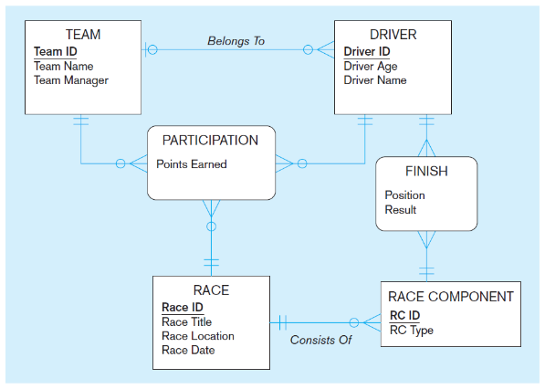 TEAM
Team ID
Team Name
Team Manager
Belongs To
DRIVER
Driver ID
Driver Age
Driver Name
PARTICIPATION
Points Earned
FINISH
Position
Result
RACE
Race ID
Race Title
Race Location
Race Date
Consists Of
RACE COMPONENT
RC ID
RC Type